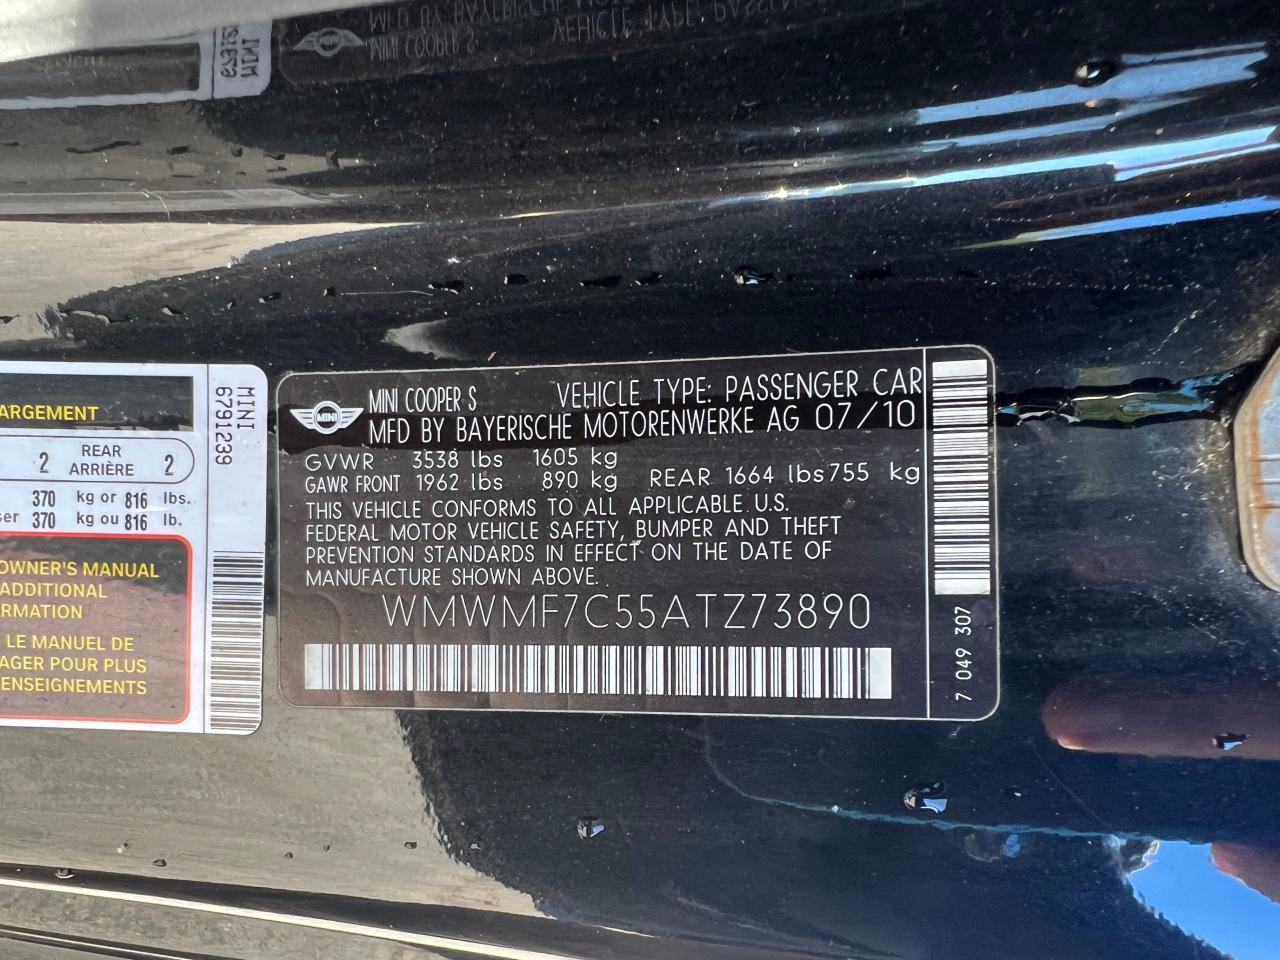 MINI
6791239
ARGEMENT
2 REAR ARRIÈRE 2
370 kg or 816 lbs.
ser 370 kg ou 816 lb.
OWNER'S MANUAL
ADDITIONAL
RMATION
LE MANUEL DE
AGER POUR PLUS
ENSEIGNEMENTS
MINI
MINI COOPER S VEHICLE TYPE: PASSENGER CAR
MFD BY BAYERISCHE MOTORENWERKE AG 07/10
GVWR 3538 lbs 1605 kg
GAWR FRONT 1962 lbs 890 kg REAR 1664 lbs 755 kg
THIS VEHICLE CONFORMS TO ALL APPLICABLE U.S.
FEDERAL MOTOR VEHICLE SAFETY, BUMPER AND THEFT
PREVENTION STANDARDS IN EFFECT ON THE DATE OF
MANUFACTURE SHOWN ABOVE.
WMWMF7C55ATZ73890
7 049 307